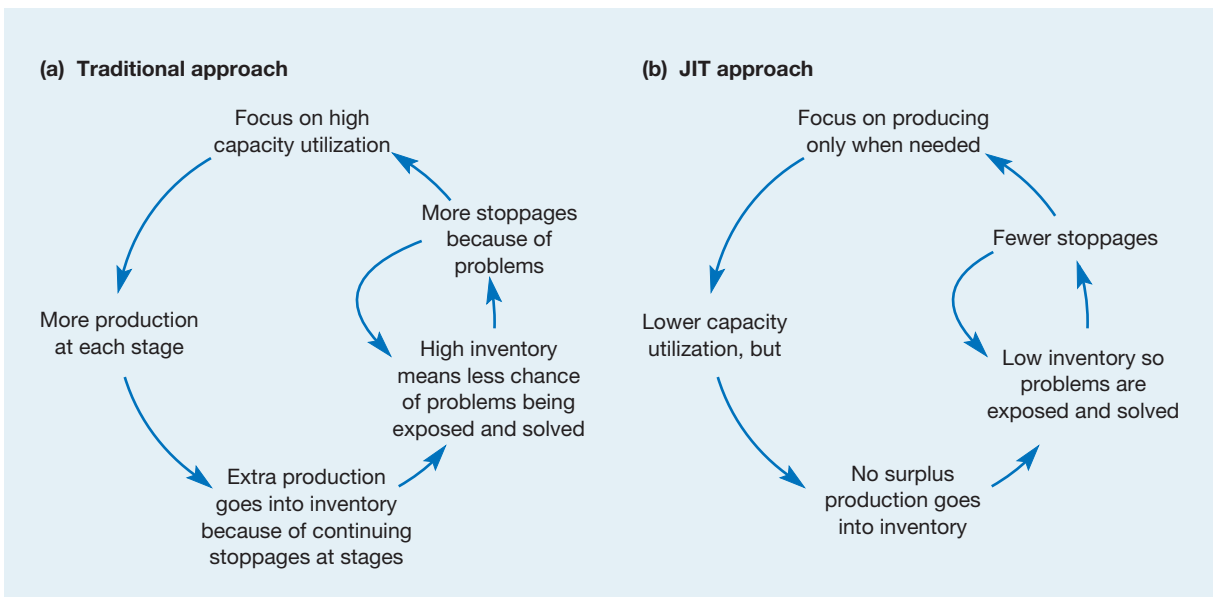 (a) Traditional approach
Focus on high
capacity utilization
More stoppages
because of
problems
More production
at each stage
High inventory
means less chance
of problems being
exposed and solved
Extra production
goes into inventory
because of continuing
stoppages at stages
(b) JIT approach
Focus on producing
only when needed
Fewer stoppages
Lower capacity
utilization, but
Low inventory so
problems are
exposed and solved
No surplus
production goes
into inventory